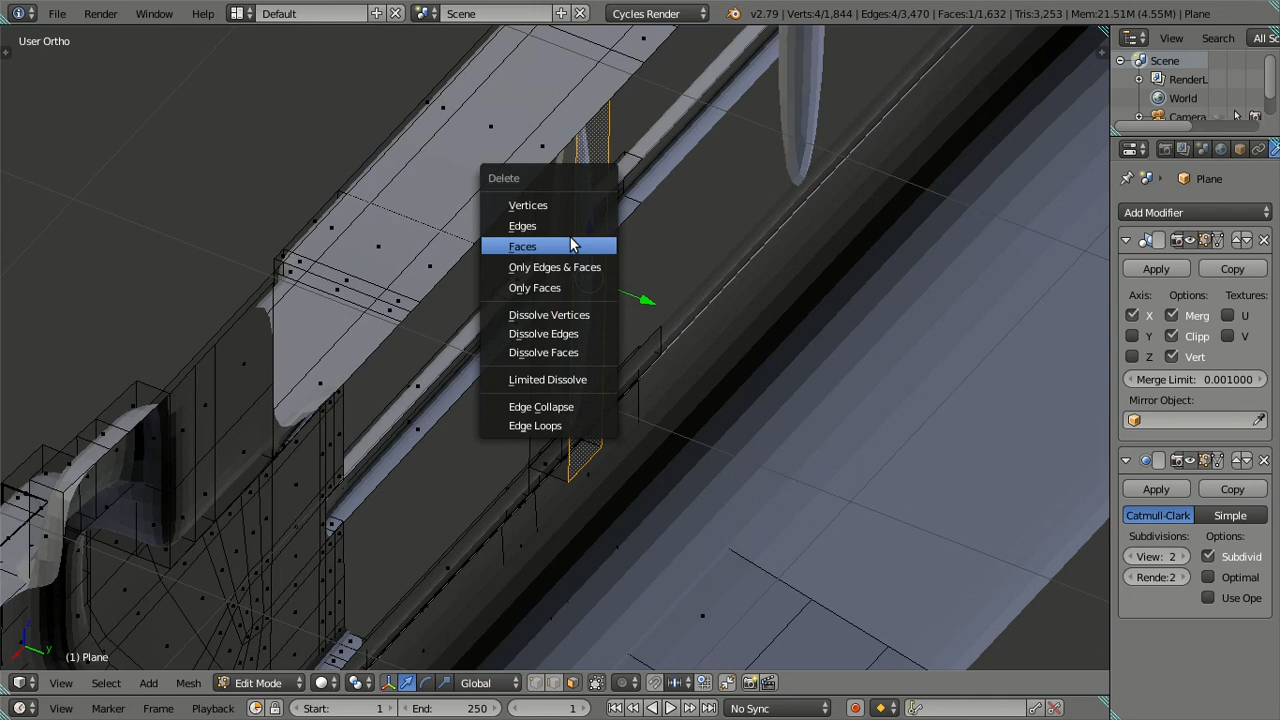 File Render Window Help Default Scene Cycles Render v2.79 | Verts:4/1,844 | Edges:4/3,470 | Faces:1/1,632 | Tris:3,253 | Mem:21.51M (4.55M) | Plane
View Search All Sc
User Ortho
Scene
RenderL
World
Camera
Plane
Add Modifier
Apply Copy
Axis: Options: Textures:
X Merg U
Y Clipp V
Z Vert
Merge Limit: 0.001000
Mirror Object:
Apply Copy
Catmull-Clark Simple
Subdivisions: Options:
View: 2 Subdivid
Rende:2 Optimal
Use Ope
Delete
Vertices
Edges
Faces
Only Edges & Faces
Only Faces
Dissolve Vertices
Dissolve Edges
Dissolve Faces
Limited Dissolve
Edge Collapse
Edge Loops
z
y
(1) Plane
View Select Add Mesh Edit Mode Global
View Marker Frame Playback Start: 1 End: 250 1 No Sync